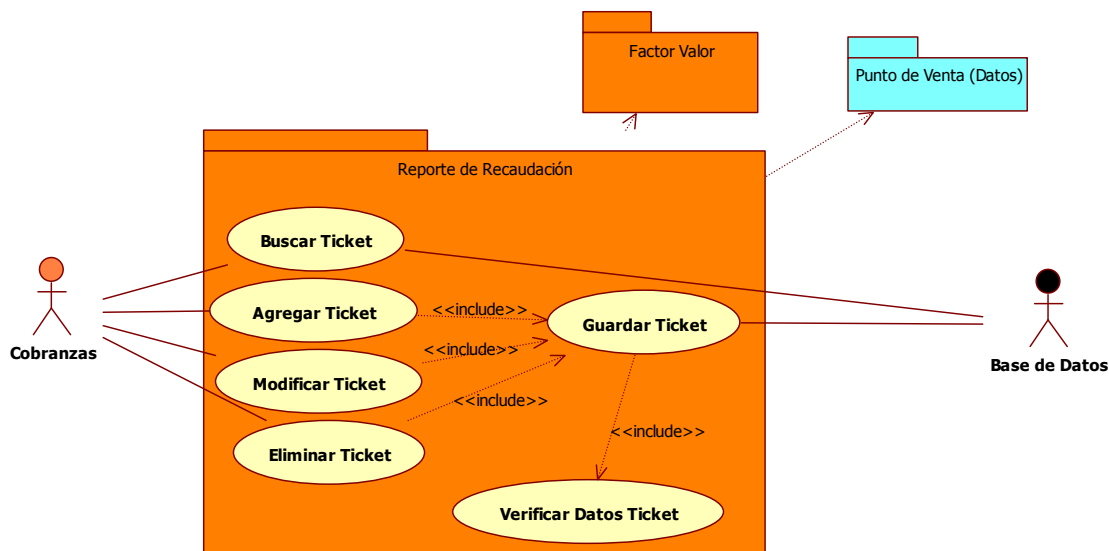 Factor Valor
Punto de Venta (Datos)
Reporte de Recaudación
Buscar Ticket
Agregar Ticket
<<include>>
Guardar Ticket
<<include>>
Modificar Ticket
<<include>>
Eliminar Ticket
<<include>>
Verificar Datos Ticket
Cobranzas
Base de Datos